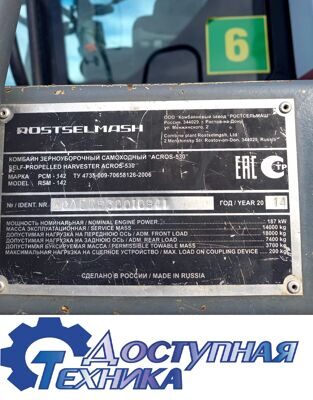 6
ROSTSELMASH
ООО "Комбайновый завод "РОСТСЕЛЬМАШ"
Россия, 344029, г. Ростов-на-Дону
ул. Менжинского, 2
Combine plant Rostselmash, Ltd.
2 Menzhinsky Str. Rostov-on-Don, 344029, Russia
КОМБАЙН ЗЕРНОУБОРОЧНЫЙ САМОХОДНЫЙ "ACROS-530"
SELF-PROPELLED HARVESTER ACROS-530
МАРКА РСМ - 142 ТУ 4735-009-70658128-2006
MODEL RSM - 142
EAC TP
№ / IDENT. NR. ГОД / YEAR 20 14
МОЩНОСТЬ НОМИНАЛЬНАЯ / NOMINAL ENGINE POWER 187 kW
МАССА ЭКСПЛУАТАЦИОННАЯ / SERVICE MASS 14000 kg
ДОПУСТИМАЯ НАГРУЗКА НА ПЕРЕДНЮЮ ОСЬ / ADM. FRONT LOAD 18000 kg
ДОПУСТИМАЯ НАГРУЗКА НА ЗАДНЮЮ ОСЬ / ADM. REAR LOAD 7400 kg
ДОПУСТИМАЯ БУКСИРУЕМАЯ МАССА / PERMISSIBLE TOWABLE MASS 3700 kg
МАКСИМАЛЬНАЯ НАГРУЗКА НА СЦЕПНОЕ УСТРОЙСТВО / MAX. LOAD ON COUPLING DEVICE 200 kg
СДЕЛАНО В РОССИИ / MADE IN RUSSIA
ДОСТУПНАЯ
ТЕХНИКА